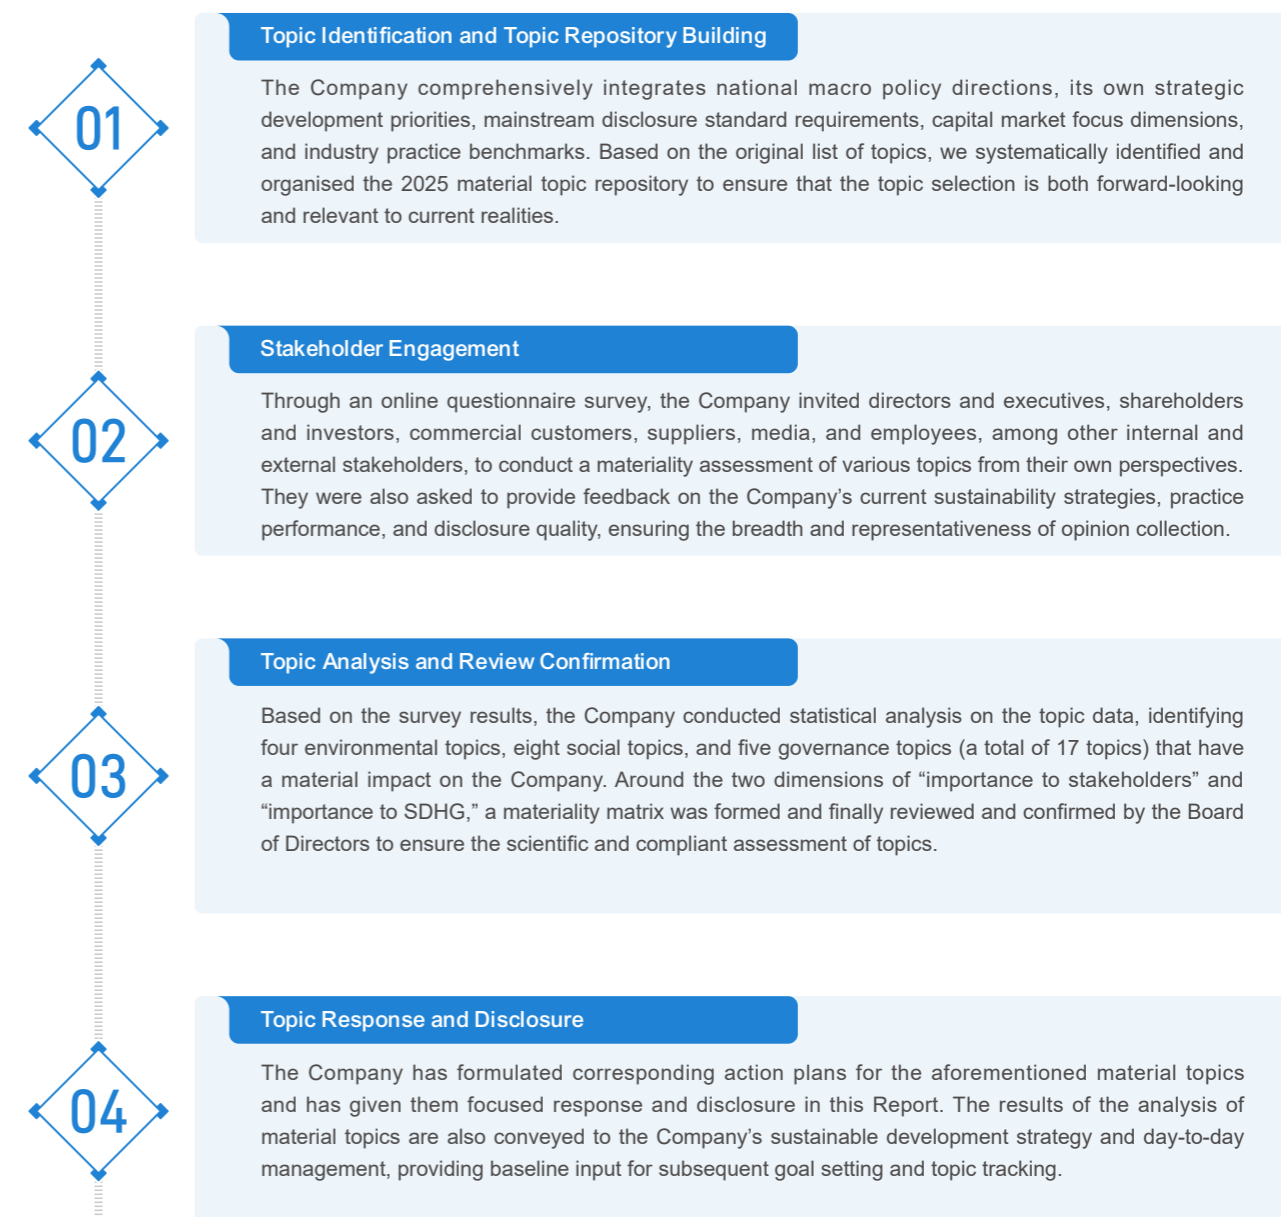 Topic Identification and Topic Repository Building
01
The Company comprehensively integrates national macro policy directions, its own strategic
development priorities, mainstream disclosure standard requirements, capital market focus dimensions,
and industry practice benchmarks. Based on the original list of topics, we systematically identified and
organised the 2025 material topic repository to ensure that the topic selection is both forward-looking
and relevant to current realities.
Stakeholder Engagement
02
Through an online questionnaire survey, the Company invited directors and executives, shareholders
and investors, commercial customers, suppliers, media, and employees, among other internal and
external stakeholders, to conduct a materiality assessment of various topics from their own perspectives.
They were also asked to provide feedback on the Company’s current sustainability strategies, practice
performance, and disclosure quality, ensuring the breadth and representativeness of opinion collection.
Topic Analysis and Review Confirmation
03
Based on the survey results, the Company conducted statistical analysis on the topic data, identifying
four environmental topics, eight social topics, and five governance topics (a total of 17 topics) that have
a material impact on the Company. Around the two dimensions of “importance to stakeholders” and
“importance to SDHG,” a materiality matrix was formed and finally reviewed and confirmed by the Board
of Directors to ensure the scientific and compliant assessment of topics.
Topic Response and Disclosure
04
The Company has formulated corresponding action plans for the aforementioned material topics
and has given them focused response and disclosure in this Report. The results of the analysis of
material topics are also conveyed to the Company’s sustainable development strategy and day-to-day
management, providing baseline input for subsequent goal setting and topic tracking.